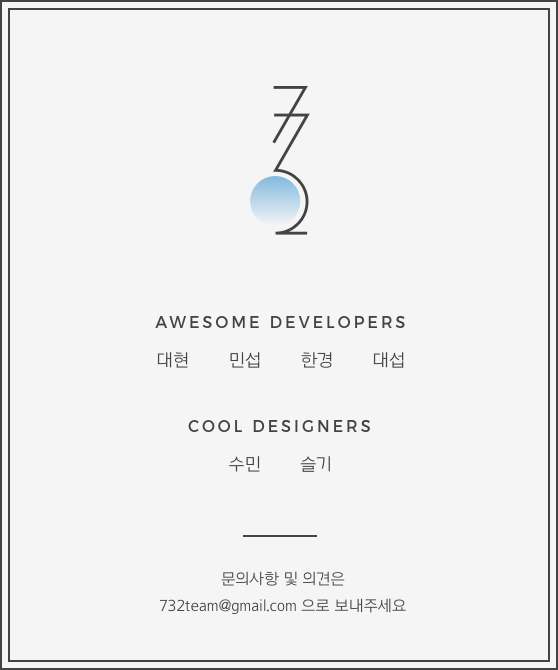 AWESOME DEVELOPERS
대현 민섭 한경 대섭
COOL DESIGNERS
수민 슬기
문의사항 및 의견은
732team@gmail.com 으로 보내주세요